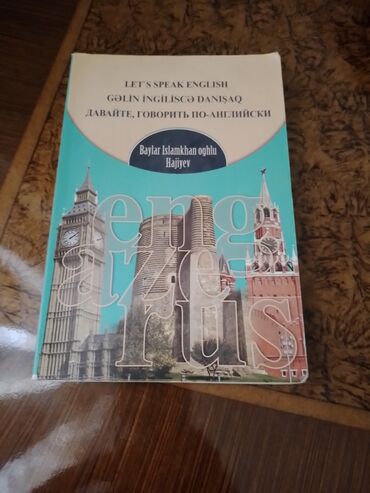 LET'S SPEAK ENGLISH
GƏLİN İNGİLİSCƏ DANIŞAQ
ДАВАЙТЕ, ГОВОРИТЬ ПО-АНГЛИЙСКИ
Baylar Islamkhan oghlu
Hajiyev
eng
aze
rus